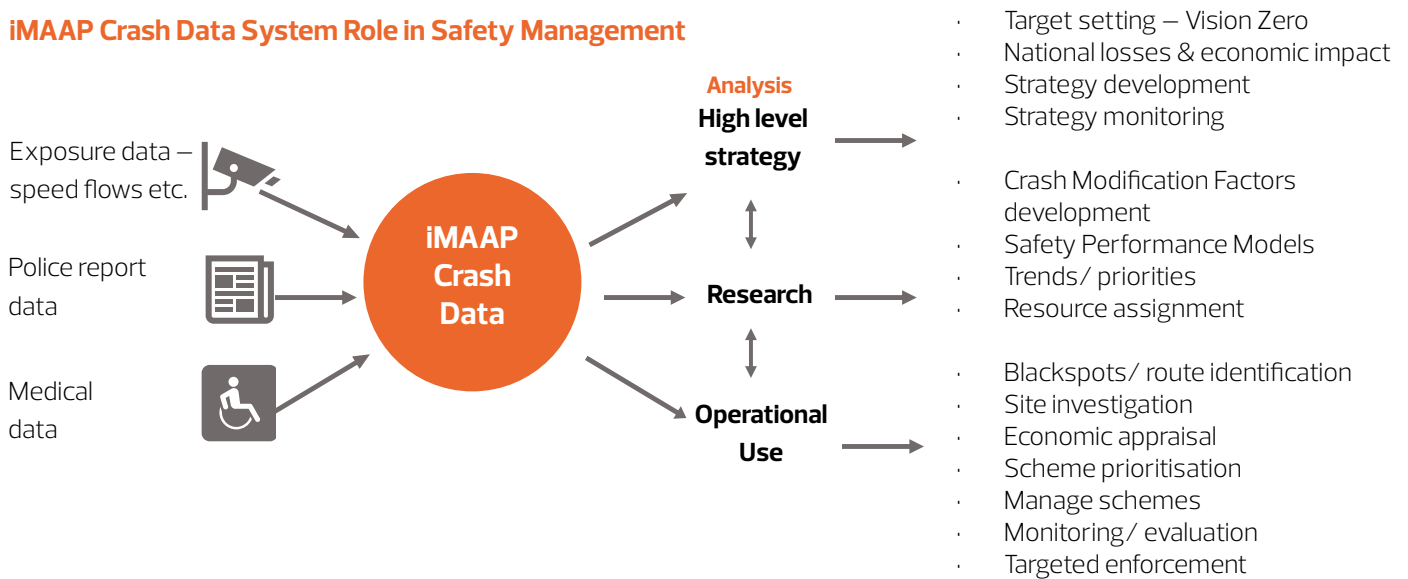 iMAAP Crash Data System Role in Safety Management
Exposure data –
speed flows etc.
Police report
data
Medical
data
iMAAP
Crash
Data
Analysis
High level
strategy
Research
Operational
Use
· Target setting – Vision Zero
· National losses & economic impact
· Strategy development
· Strategy monitoring
· Crash Modification Factors
development
· Safety Performance Models
· Trends/ priorities
· Resource assignment
· Blackspots/ route identification
· Site investigation
· Economic appraisal
· Scheme prioritisation
· Manage schemes
· Monitoring/ evaluation
· Targeted enforcement